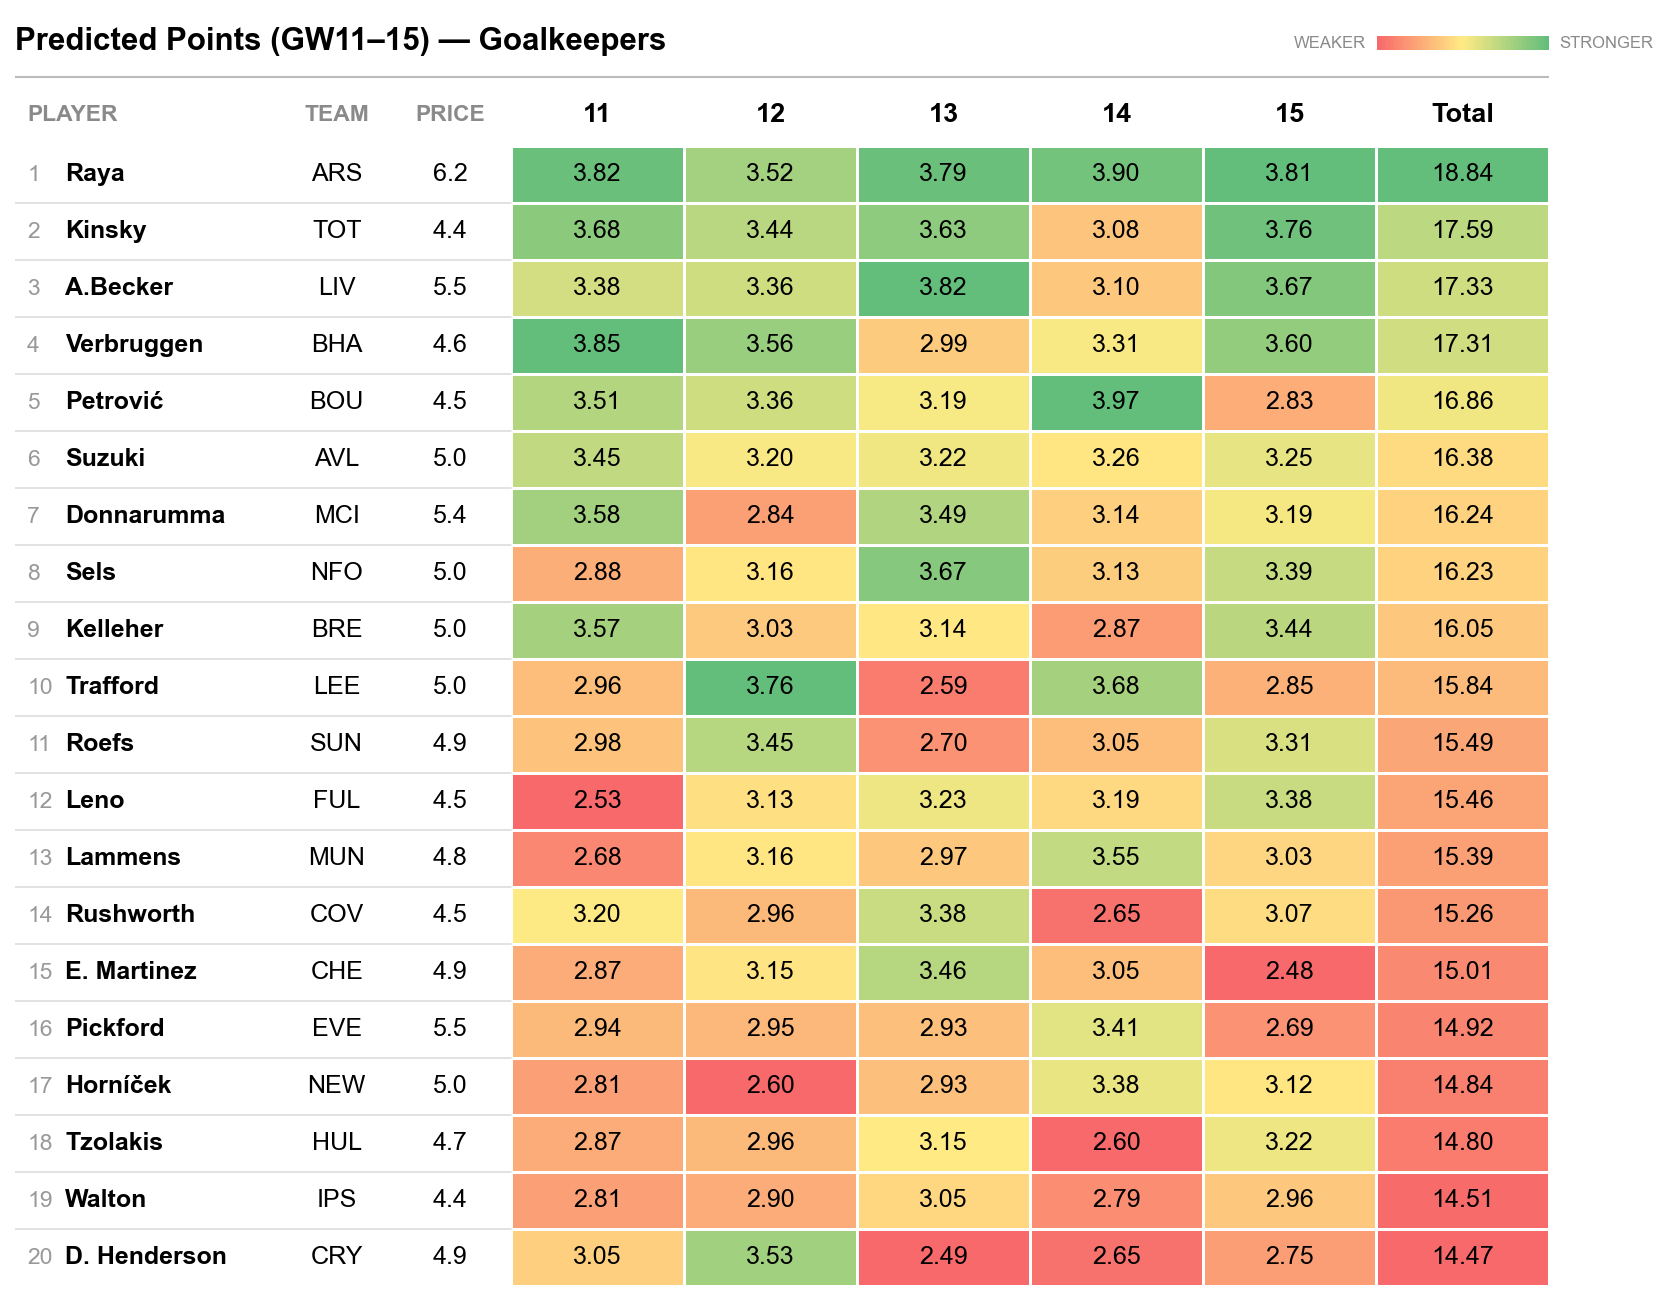 Predicted Points (GW11–15) — Goalkeepers
WEAKER STRONGER
PLAYER TEAM PRICE 11 12 13 14 15 Total
1 Raya ARS 6.2 3.82 3.52 3.79 3.90 3.81 18.84
2 Kinsky TOT 4.4 3.68 3.44 3.63 3.08 3.76 17.59
3 A.Becker LIV 5.5 3.38 3.36 3.82 3.10 3.67 17.33
4 Verbruggen BHA 4.6 3.85 3.56 2.99 3.31 3.60 17.31
5 Petrović BOU 4.5 3.51 3.36 3.19 3.97 2.83 16.86
6 Suzuki AVL 5.0 3.45 3.20 3.22 3.26 3.25 16.38
7 Donnarumma MCI 5.4 3.58 2.84 3.49 3.14 3.19 16.24
8 Sels NFO 5.0 2.88 3.16 3.67 3.13 3.39 16.23
9 Kelleher BRE 5.0 3.57 3.03 3.14 2.87 3.44 16.05
10 Trafford LEE 5.0 2.96 3.76 2.59 3.68 2.85 15.84
11 Roefs SUN 4.9 2.98 3.45 2.70 3.05 3.31 15.49
12 Leno FUL 4.5 2.53 3.13 3.23 3.19 3.38 15.46
13 Lammens MUN 4.8 2.68 3.16 2.97 3.55 3.03 15.39
14 Rushworth COV 4.5 3.20 2.96 3.38 2.65 3.07 15.26
15 E. Martinez CHE 4.9 2.87 3.15 3.46 3.05 2.48 15.01
16 Pickford EVE 5.5 2.94 2.95 2.93 3.41 2.69 14.92
17 Horníček NEW 5.0 2.81 2.60 2.93 3.38 3.12 14.84
18 Tzolakis HUL 4.7 2.87 2.96 3.15 2.60 3.22 14.80
19 Walton IPS 4.4 2.81 2.90 3.05 2.79 2.96 14.51
20 D. Henderson CRY 4.9 3.05 3.53 2.49 2.65 2.75 14.47